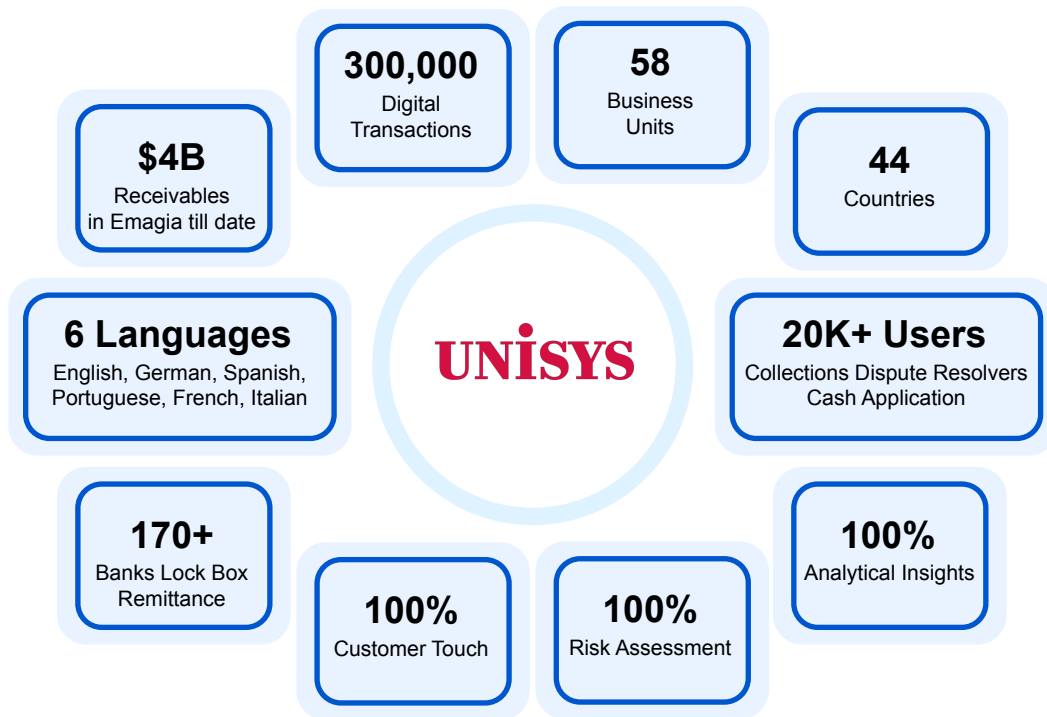 300,000
Digital
Transactions
58
Business
Units
$4B
Receivables
in Emagia till date
44
Countries
6 Languages
English, German, Spanish,
Portuguese, French, Italian
UNiSYS
20K+ Users
Collections Dispute Resolvers
Cash Application
170+
Banks Lock Box
Remittance
100%
Customer Touch
100%
Risk Assessment
100%
Analytical Insights